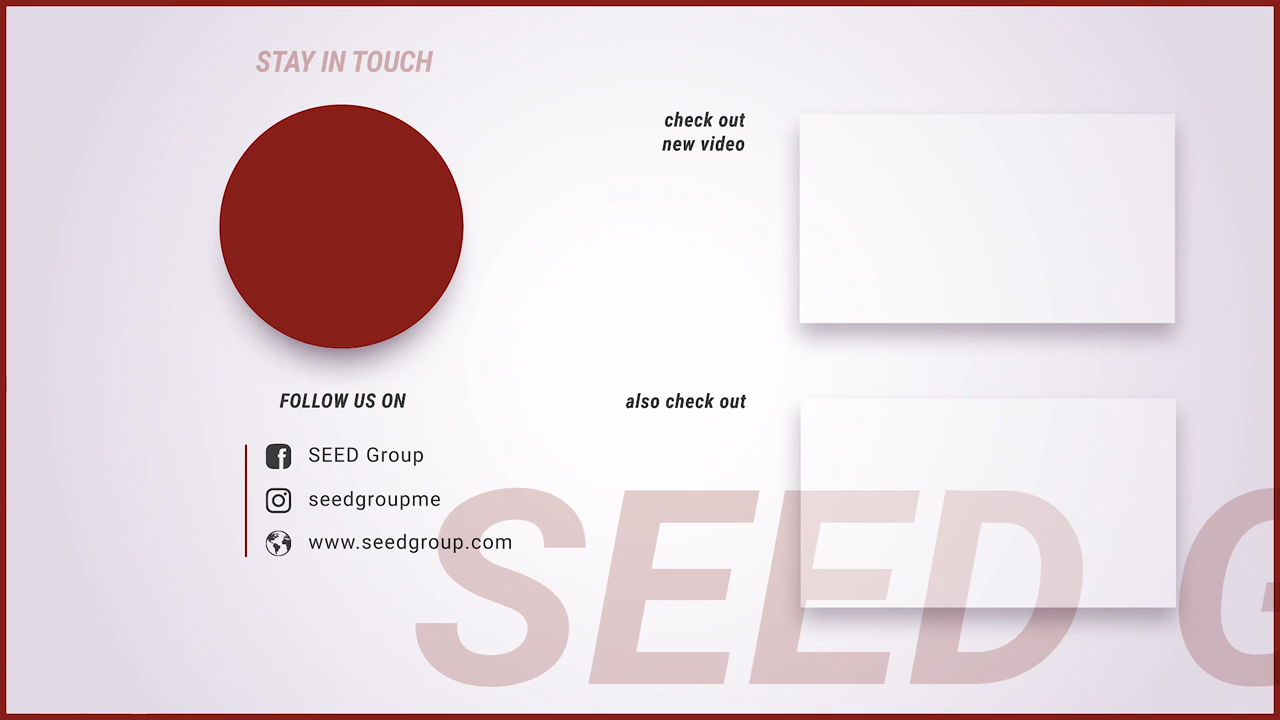 STAY IN TOUCH
check out
new video
FOLLOW US ON
also check out
SEED Group
seedgroupme
www.seedgroup.com
SEED G